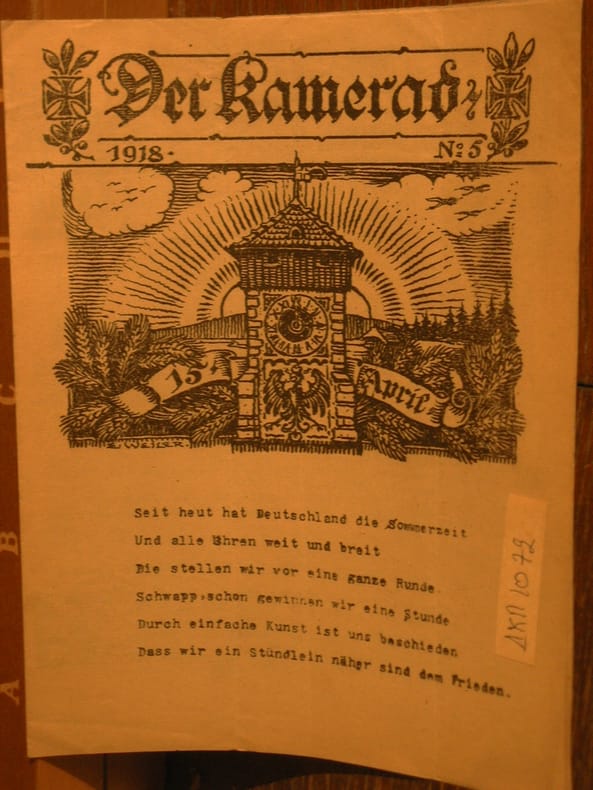 Der Kamerad
1918.
No. 5
15.
April
Seit heut hat Deutschland die Sommerzeit
Und alle Uhren weit und breit
Die stellen wir vor eine ganze Runde.
Schwapp,schon gewinnen wir eine Stunde
Durch einfache Kunst ist uns beschieden
Dass wir ein Stündlein näher sind dem Frieden.
ΔΚΠ 1072
A B C